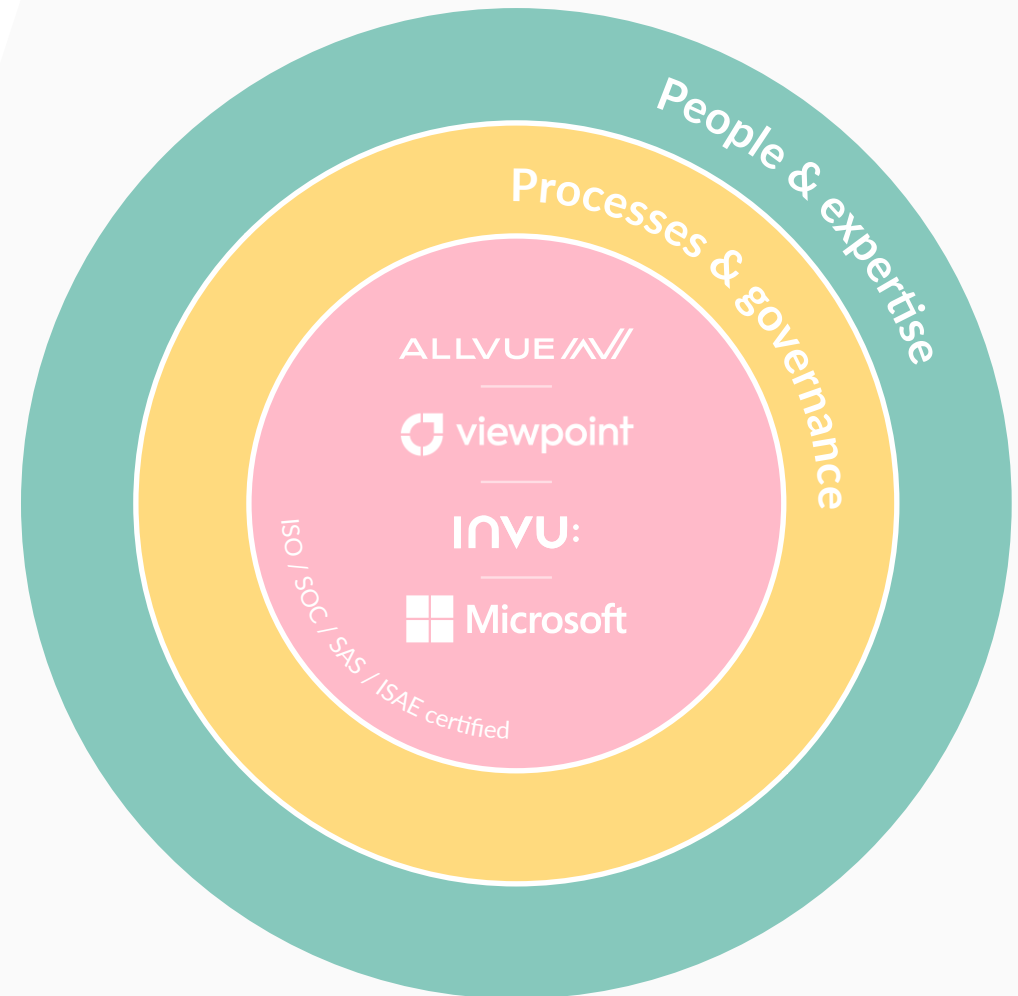 People & expertise
Processes & governance
ALLVUE
viewpoint
INVU:
Microsoft
ISO / SOC / SAS / ISAE certified